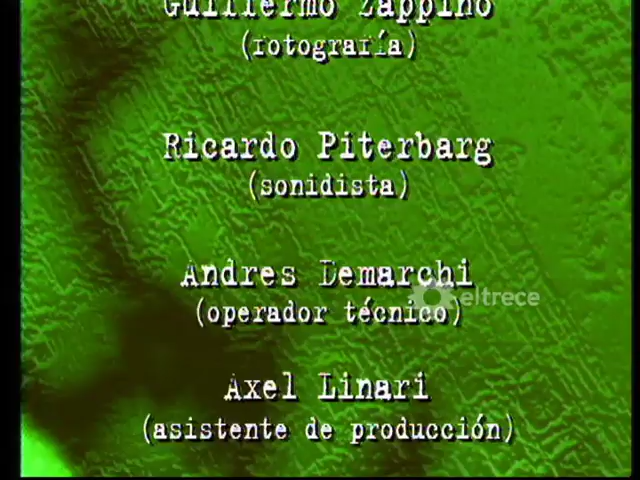 Guillermo Zappino
(fotografía)
Ricardo Piterbarg
(sonidista)
Andres Demarchi
(operador técnico)
eltrece
Axel Linari
(asistente de producción)